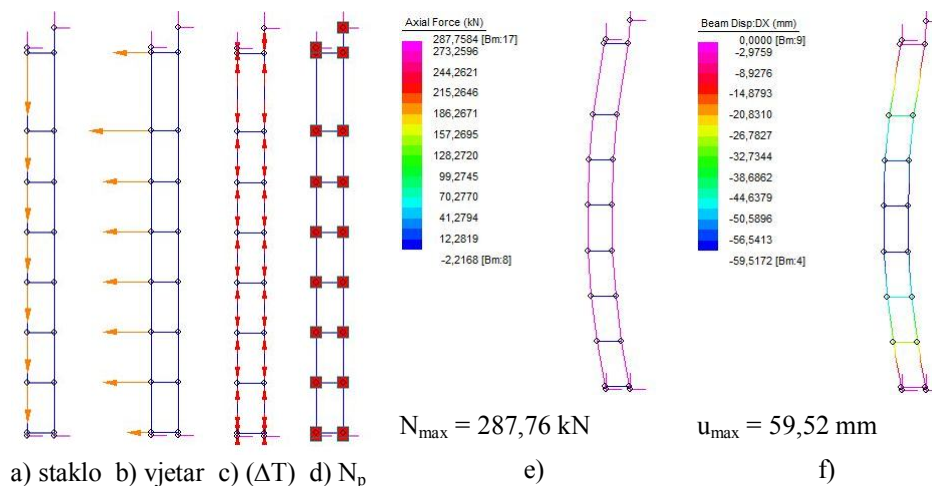 Axial Force (kN)
287,7584 [Bm:17]
273,2596
244,2621
215,2646
186,2671
157,2695
128,2720
99,2745
70,2770
41,2794
12,2819
-2,2168 [Bm:8]
Beam Disp:DX (mm)
0,0000 [Bm:9]
-2,9759
-8,9276
-14,8793
-20,8310
-26,7827
-32,7344
-38,6862
-44,6379
-50,5896
-56,5413
-59,5172 [Bm:4]
Nmax = 287,76 kN
umax = 59,52 mm
a) staklo b) vjetar c) (ΔT) d) Np
e)
f)